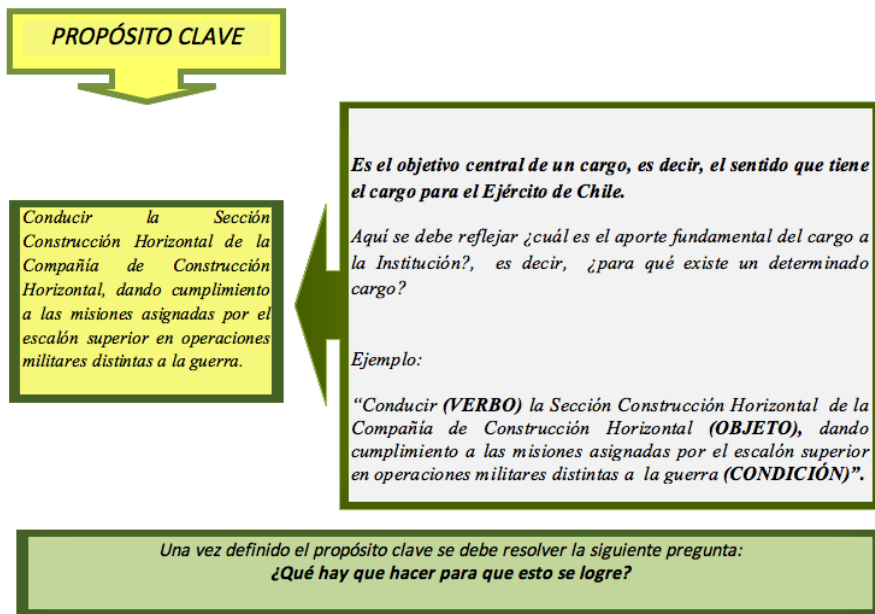 PROPÓSITO CLAVE
Conducir la Sección
Construcción Horizontal de la
Compañía de Construcción
Horizontal, dando cumplimiento
a las misiones asignadas por el
escalón superior en operaciones
militares distintas a la guerra.
Es el objetivo central de un cargo, es decir, el sentido que tiene
el cargo para el Ejército de Chile.
Aquí se debe reflejar ¿cuál es el aporte fundamental del cargo a
la Institución?, es decir, ¿para qué existe un determinado
cargo?
Ejemplo:
“Conducir (VERBO) la Sección Construcción Horizontal de la
Compañía de Construcción Horizontal (OBJETO), dando
cumplimiento a las misiones asignadas por el escalón superior
en operaciones militares distintas a la guerra (CONDICIÓN)”.
Una vez definido el propósito clave se debe resolver la siguiente pregunta:
¿Qué hay que hacer para que esto se logre?